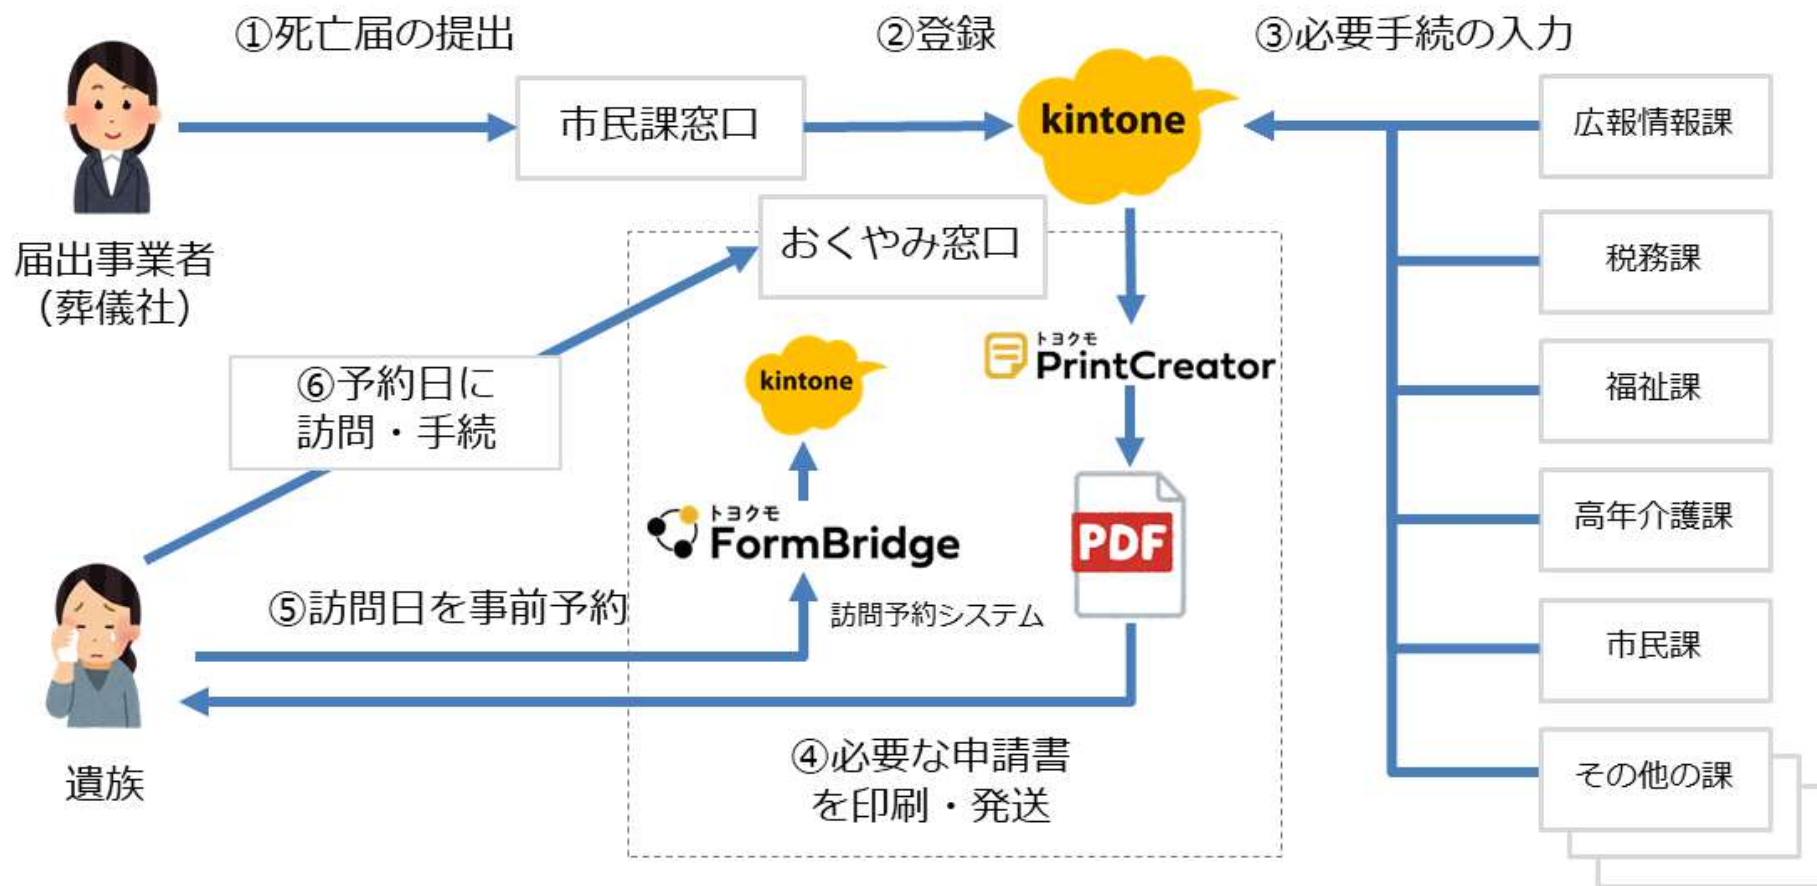 ①死亡届の提出
②登録
③必要手続の入力
市民課窓口
kintone
広報情報課
届出事業者
（葬儀社）
おくやみ窓口
税務課
トヨクモ
PrintCreator
⑥予約日に
訪問・手続
kintone
福祉課
トヨクモ
FormBridge
PDF
高年介護課
⑤訪問日を事前予約
訪問予約システム
市民課
遺族
④必要な申請書
を印刷・発送
その他の課